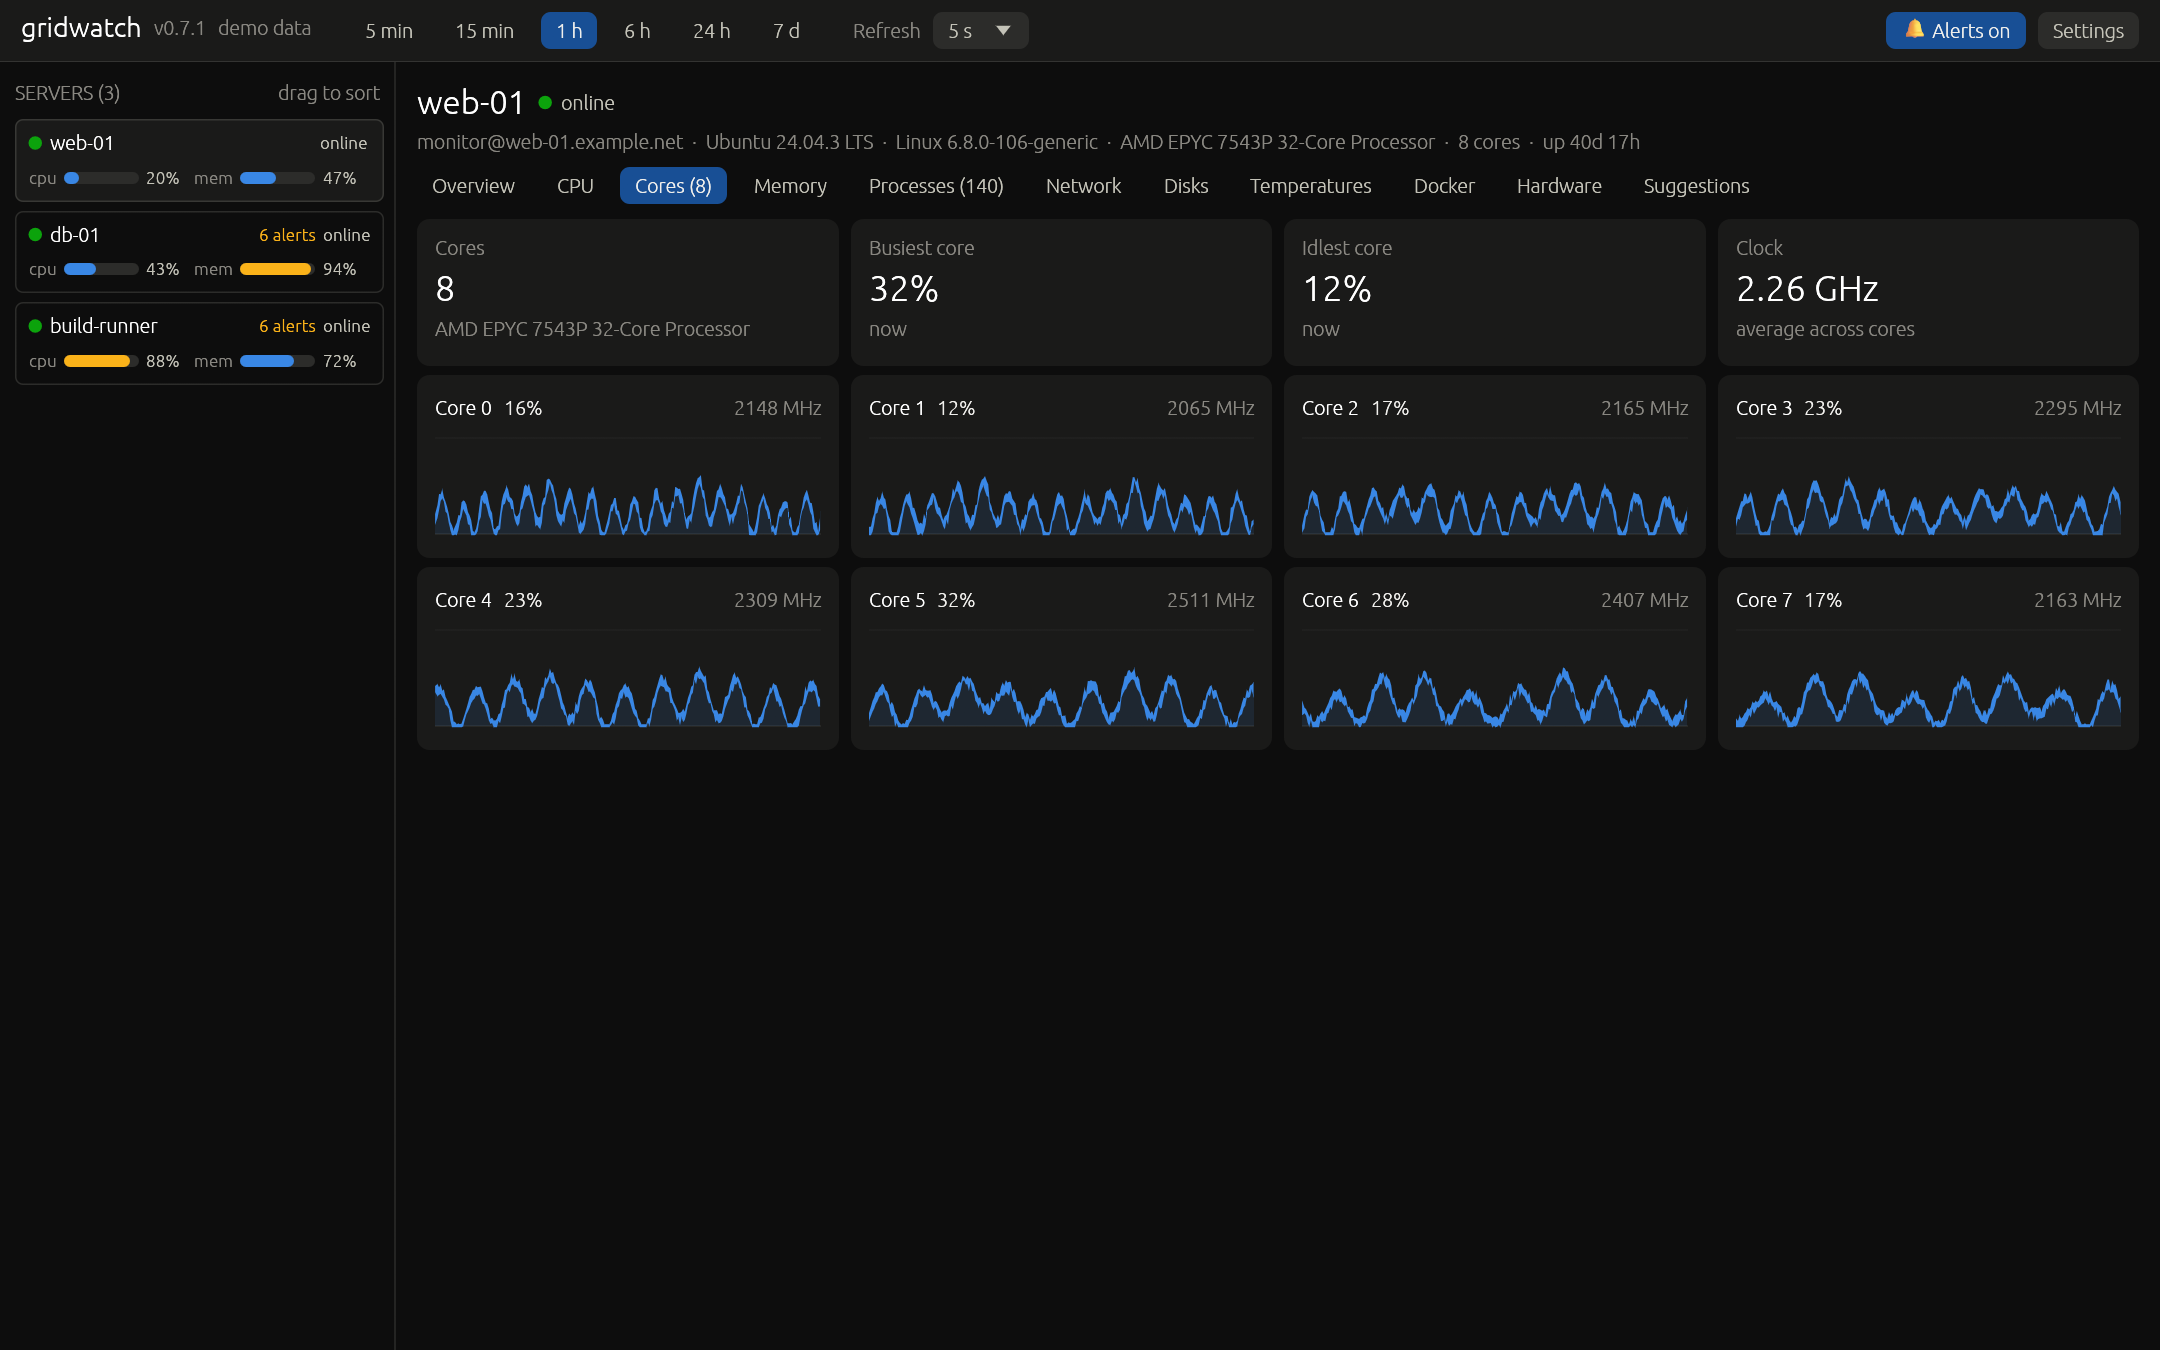 gridwatch v0.7.1 demo data 5 min 15 min 1 h 6 h 24 h 7 d Refresh 5 s Alerts on Settings
SERVERS (3) drag to sort
web-01 online
cpu 20% mem 47%
db-01 6 alerts online
cpu 43% mem 94%
build-runner 6 alerts online
cpu 88% mem 72%
web-01 online
monitor@web-01.example.net · Ubuntu 24.04.3 LTS · Linux 6.8.0-106-generic · AMD EPYC 7543P 32-Core Processor · 8 cores · up 40d 17h
Overview CPU Cores (8) Memory Processes (140) Network Disks Temperatures Docker Hardware Suggestions
Cores
8
AMD EPYC 7543P 32-Core Processor
Busiest core
32%
now
Idlest core
12%
now
Clock
2.26 GHz
average across cores
Core 0 16% 2148 MHz
Core 1 12% 2065 MHz
Core 2 17% 2165 MHz
Core 3 23% 2295 MHz
Core 4 23% 2309 MHz
Core 5 32% 2511 MHz
Core 6 28% 2407 MHz
Core 7 17% 2163 MHz